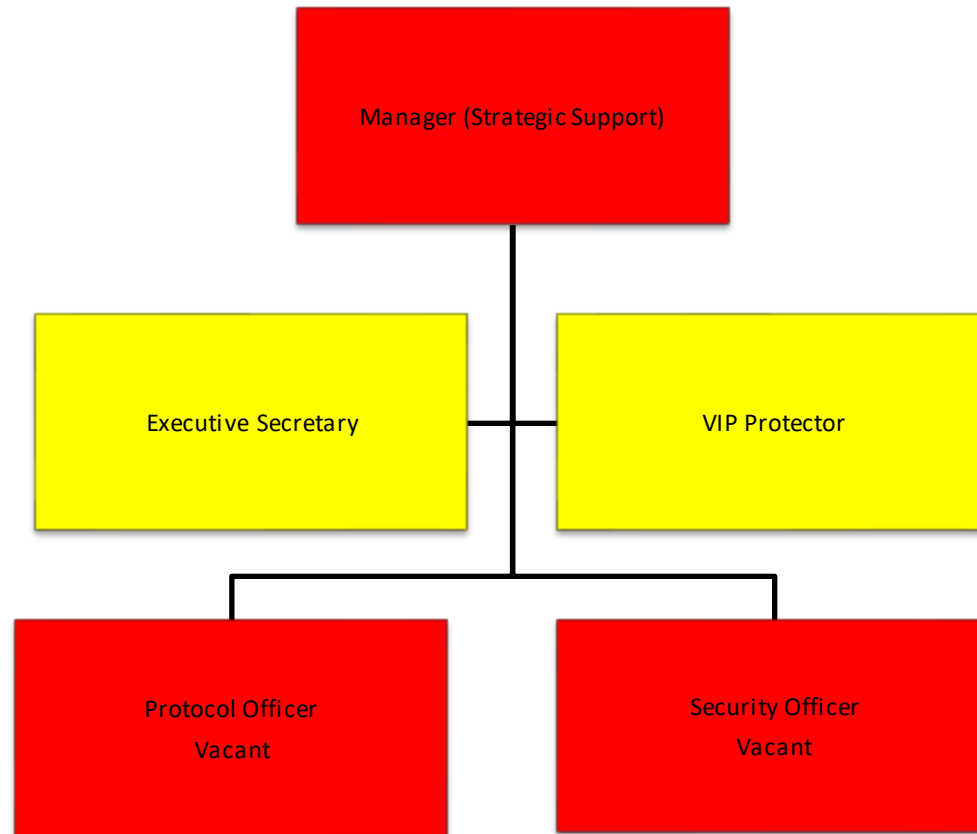 Manager (Strategic Support)
Executive Secretary
VIP Protector
Protocol Officer
Vacant
Security Officer
Vacant